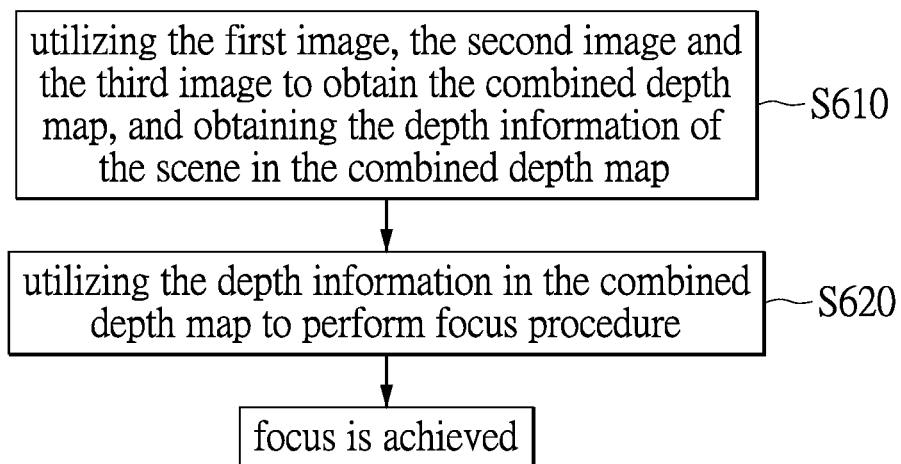 utilizing the first image, the second image and
the third image to obtain the combined depth
map, and obtaining the depth information of
the scene in the combined depth map
S610
utilizing the depth information in the combined
depth map to perform focus procedure
S620
focus is achieved